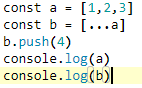 const a = [1,2,3]
const b = [...a]
b.push(4)
console.log(a)
console.log(b)